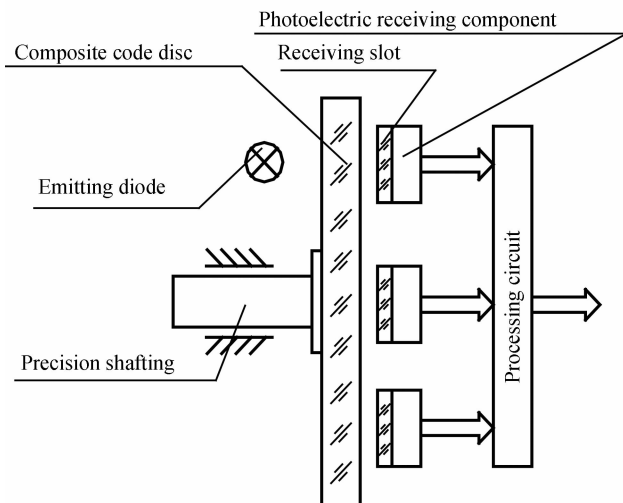 Photoelectric receiving component
Composite code disc
Receiving slot
Emitting diode
Precision shafting
Processing circuit